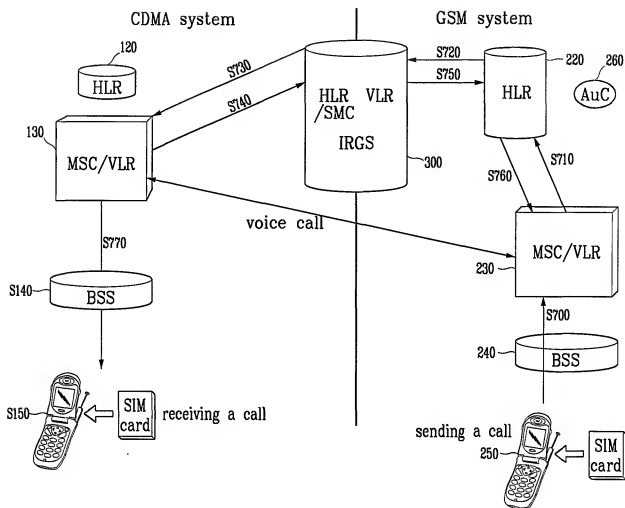 CDMA system
GSM system
120
HLR
130
MSC/VLR
S730
S740
HLR VLR
/SMC
IRGS
300
S720
S750
220
HLR
260
AuC
S760
S710
voice call
MSC/VLR
230
S770
S140
BSS
S700
240
BSS
S150
SIM
card
receiving a call
sending a call
250
SIM
card